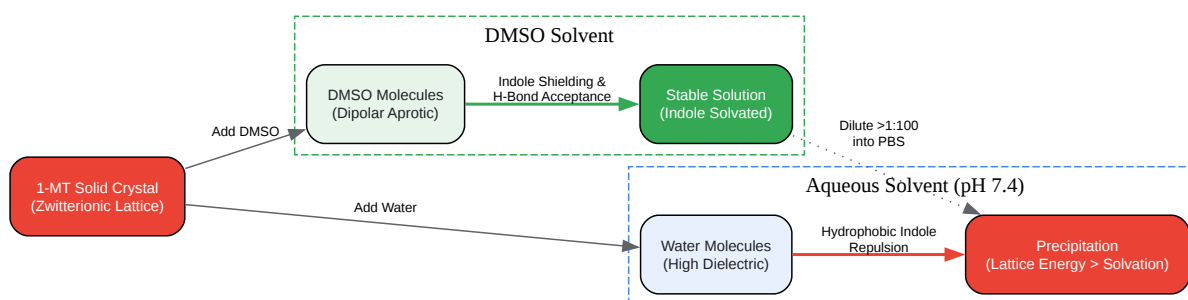 DMSO Solvent
DMSO Molecules
(Dipolar Aprotic)
Indole Shielding &
H-Bond Acceptance
Stable Solution
(Indole Solvated)
Add DMSO
Dilute >1:100
into PBS
1-MT Solid Crystal
(Zwitterionic Lattice)
Add Water
Aqueous Solvent (pH 7.4)
Water Molecules
(High Dielectric)
Hydrophobic Indole
Repulsion
Precipitation
(Lattice Energy > Solvation)